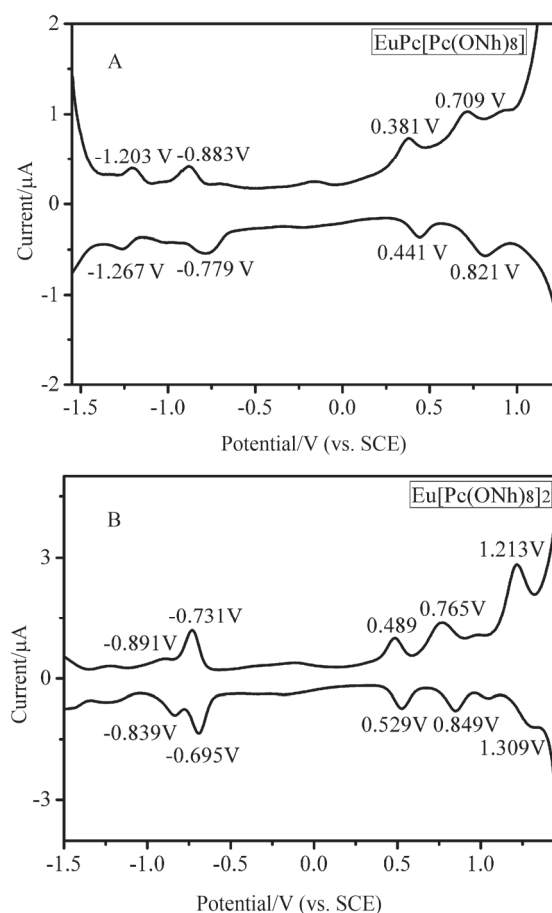 2
EuPc[Pc(ONh)8]
A
0.709 V
1
0.381 V
-1.203 V
-0.883V
0
Current/μA
-1.267 V
-0.779 V
0.441 V
0.821 V
-1
-2
-1.5
-1.0
-0.5
0.0
0.5
1.0
Potential/V (vs. SCE)
Eu[Pc(ONh)8]2
B
1.213V
3
-0.731V
0.489
0.765V
-0.891V
0
Current/μA
-0.839V
-0.695V
0.529V
0.849V
1.309V
-3
-1.5
-1.0
-0.5
0.0
0.5
1.0
Potential/V (vs. SCE)